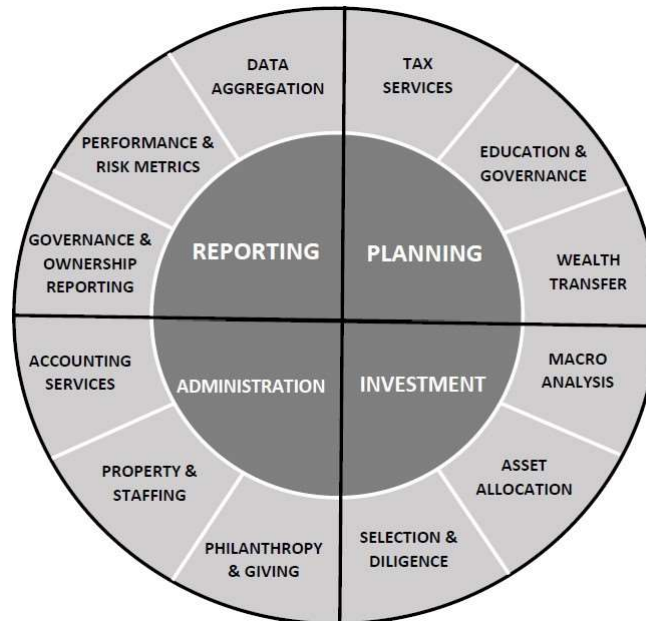 DATA
AGGREGATION
TAX
SERVICES
PERFORMANCE &
RISK METRICS
EDUCATION &
GOVERNANCE
GOVERNANCE &
OWNERSHIP
REPORTING
REPORTING
PLANNING
WEALTH
TRANSFER
ACCOUNTING
SERVICES
ADMINISTRATION
INVESTMENT
MACRO
ANALYSIS
PROPERTY &
STAFFING
ASSET
ALLOCATION
PHILANTHROPY
& GIVING
SELECTION &
DILIGENCE